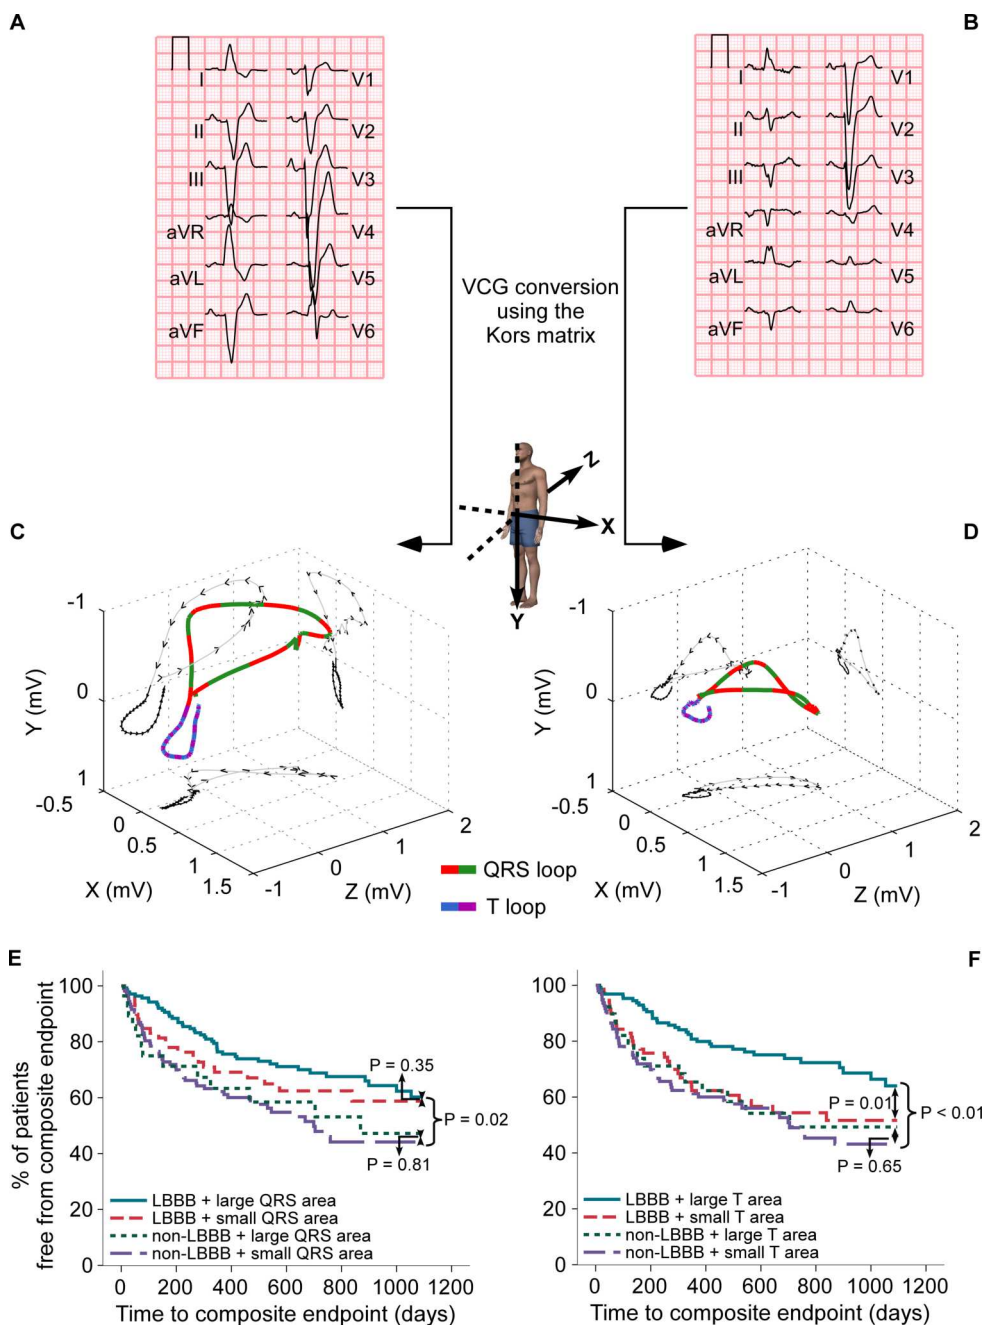 A
B
I
V1
II
V2
III
V3
aVR
V4
aVL
V5
aVF
V6
I
V1
II
V2
III
V3
aVR
V4
aVL
V5
aVF
V6
VCG conversion
using the
Kors matrix
Z
X
Y
C
D
-1
0
1
Y (mV)
-0.5
0
0.5
1
1.5
X (mV)
-1
0
1
2
Z (mV)
-1
0
1
Y (mV)
-0.5
0
0.5
1
1.5
X (mV)
-1
0
1
2
Z (mV)
QRS loop
T loop
E
% of patients
free from composite endpoint
100
80
60
40
20
0
P = 0.35
P = 0.02
P = 0.81
LBBB + large QRS area
LBBB + small QRS area
non-LBBB + large QRS area
non-LBBB + small QRS area
0 200 400 600 800 1000 1200
Time to composite endpoint (days)
F
100
80
60
40
20
0
P = 0.01
P < 0.01
P = 0.65
LBBB + large T area
LBBB + small T area
non-LBBB + large T area
non-LBBB + small T area
0 200 400 600 800 1000 1200
Time to composite endpoint (days)